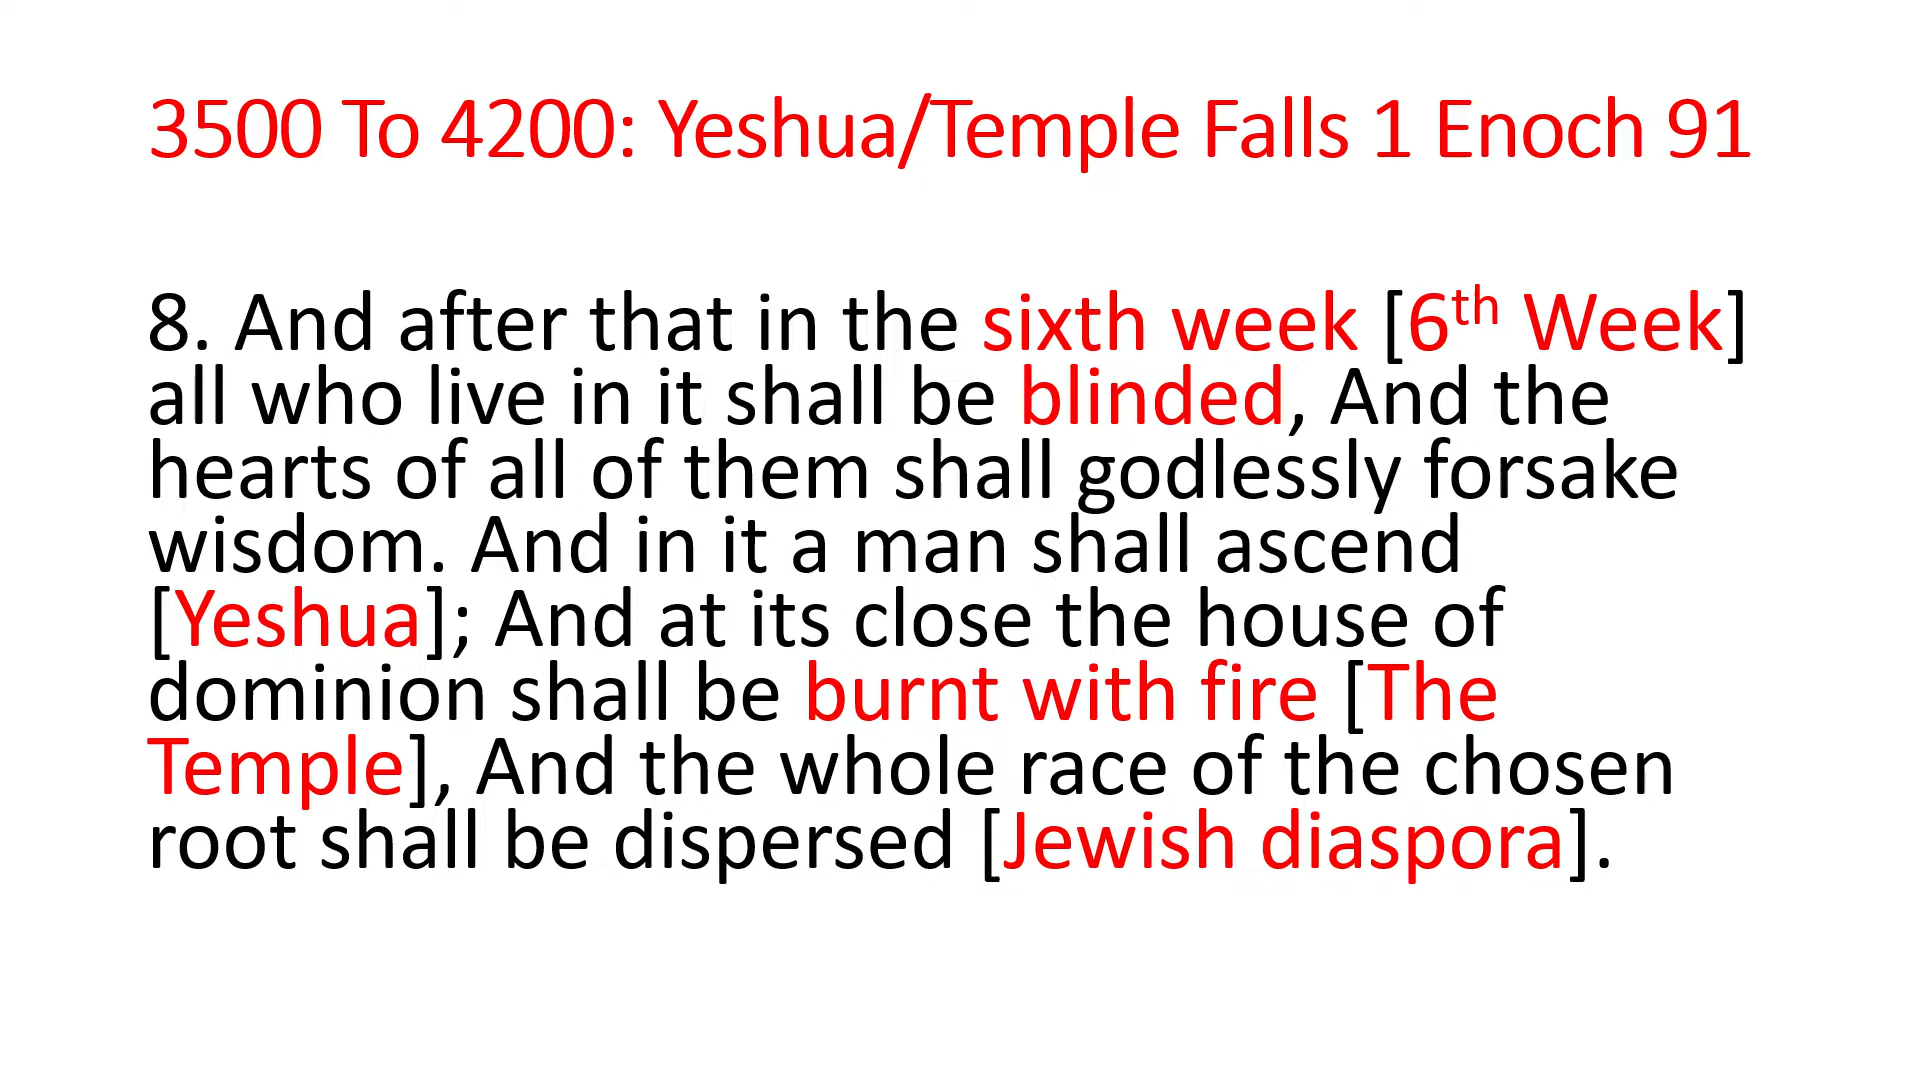 3500 To 4200: Yeshua/Temple Falls 1 Enoch 91
8. And after that in the sixth week [6th Week]
all who live in it shall be blinded, And the
hearts of all of them shall godlessly forsake
wisdom. And in it a man shall ascend
[Yeshua]; And at its close the house of
dominion shall be burnt with fire [The
Temple], And the whole race of the chosen
root shall be dispersed [Jewish diaspora].